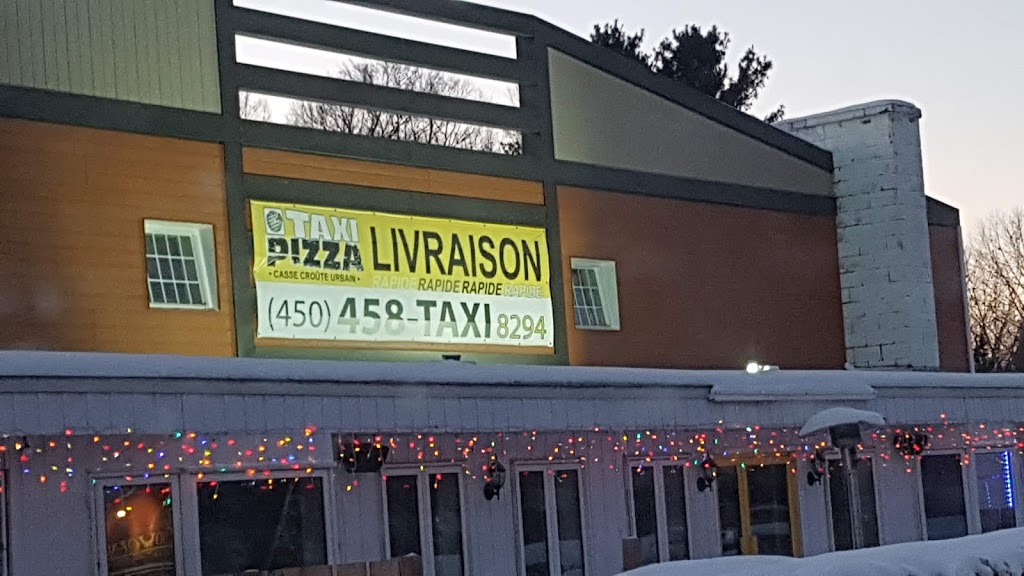 TAXI
PIZZA
• CASSE CROÛTE URBAIN •
LIVRAISON
RAPIDE RAPIDE RAPIDE RAPIDE
(450) 458-TAXI 8294